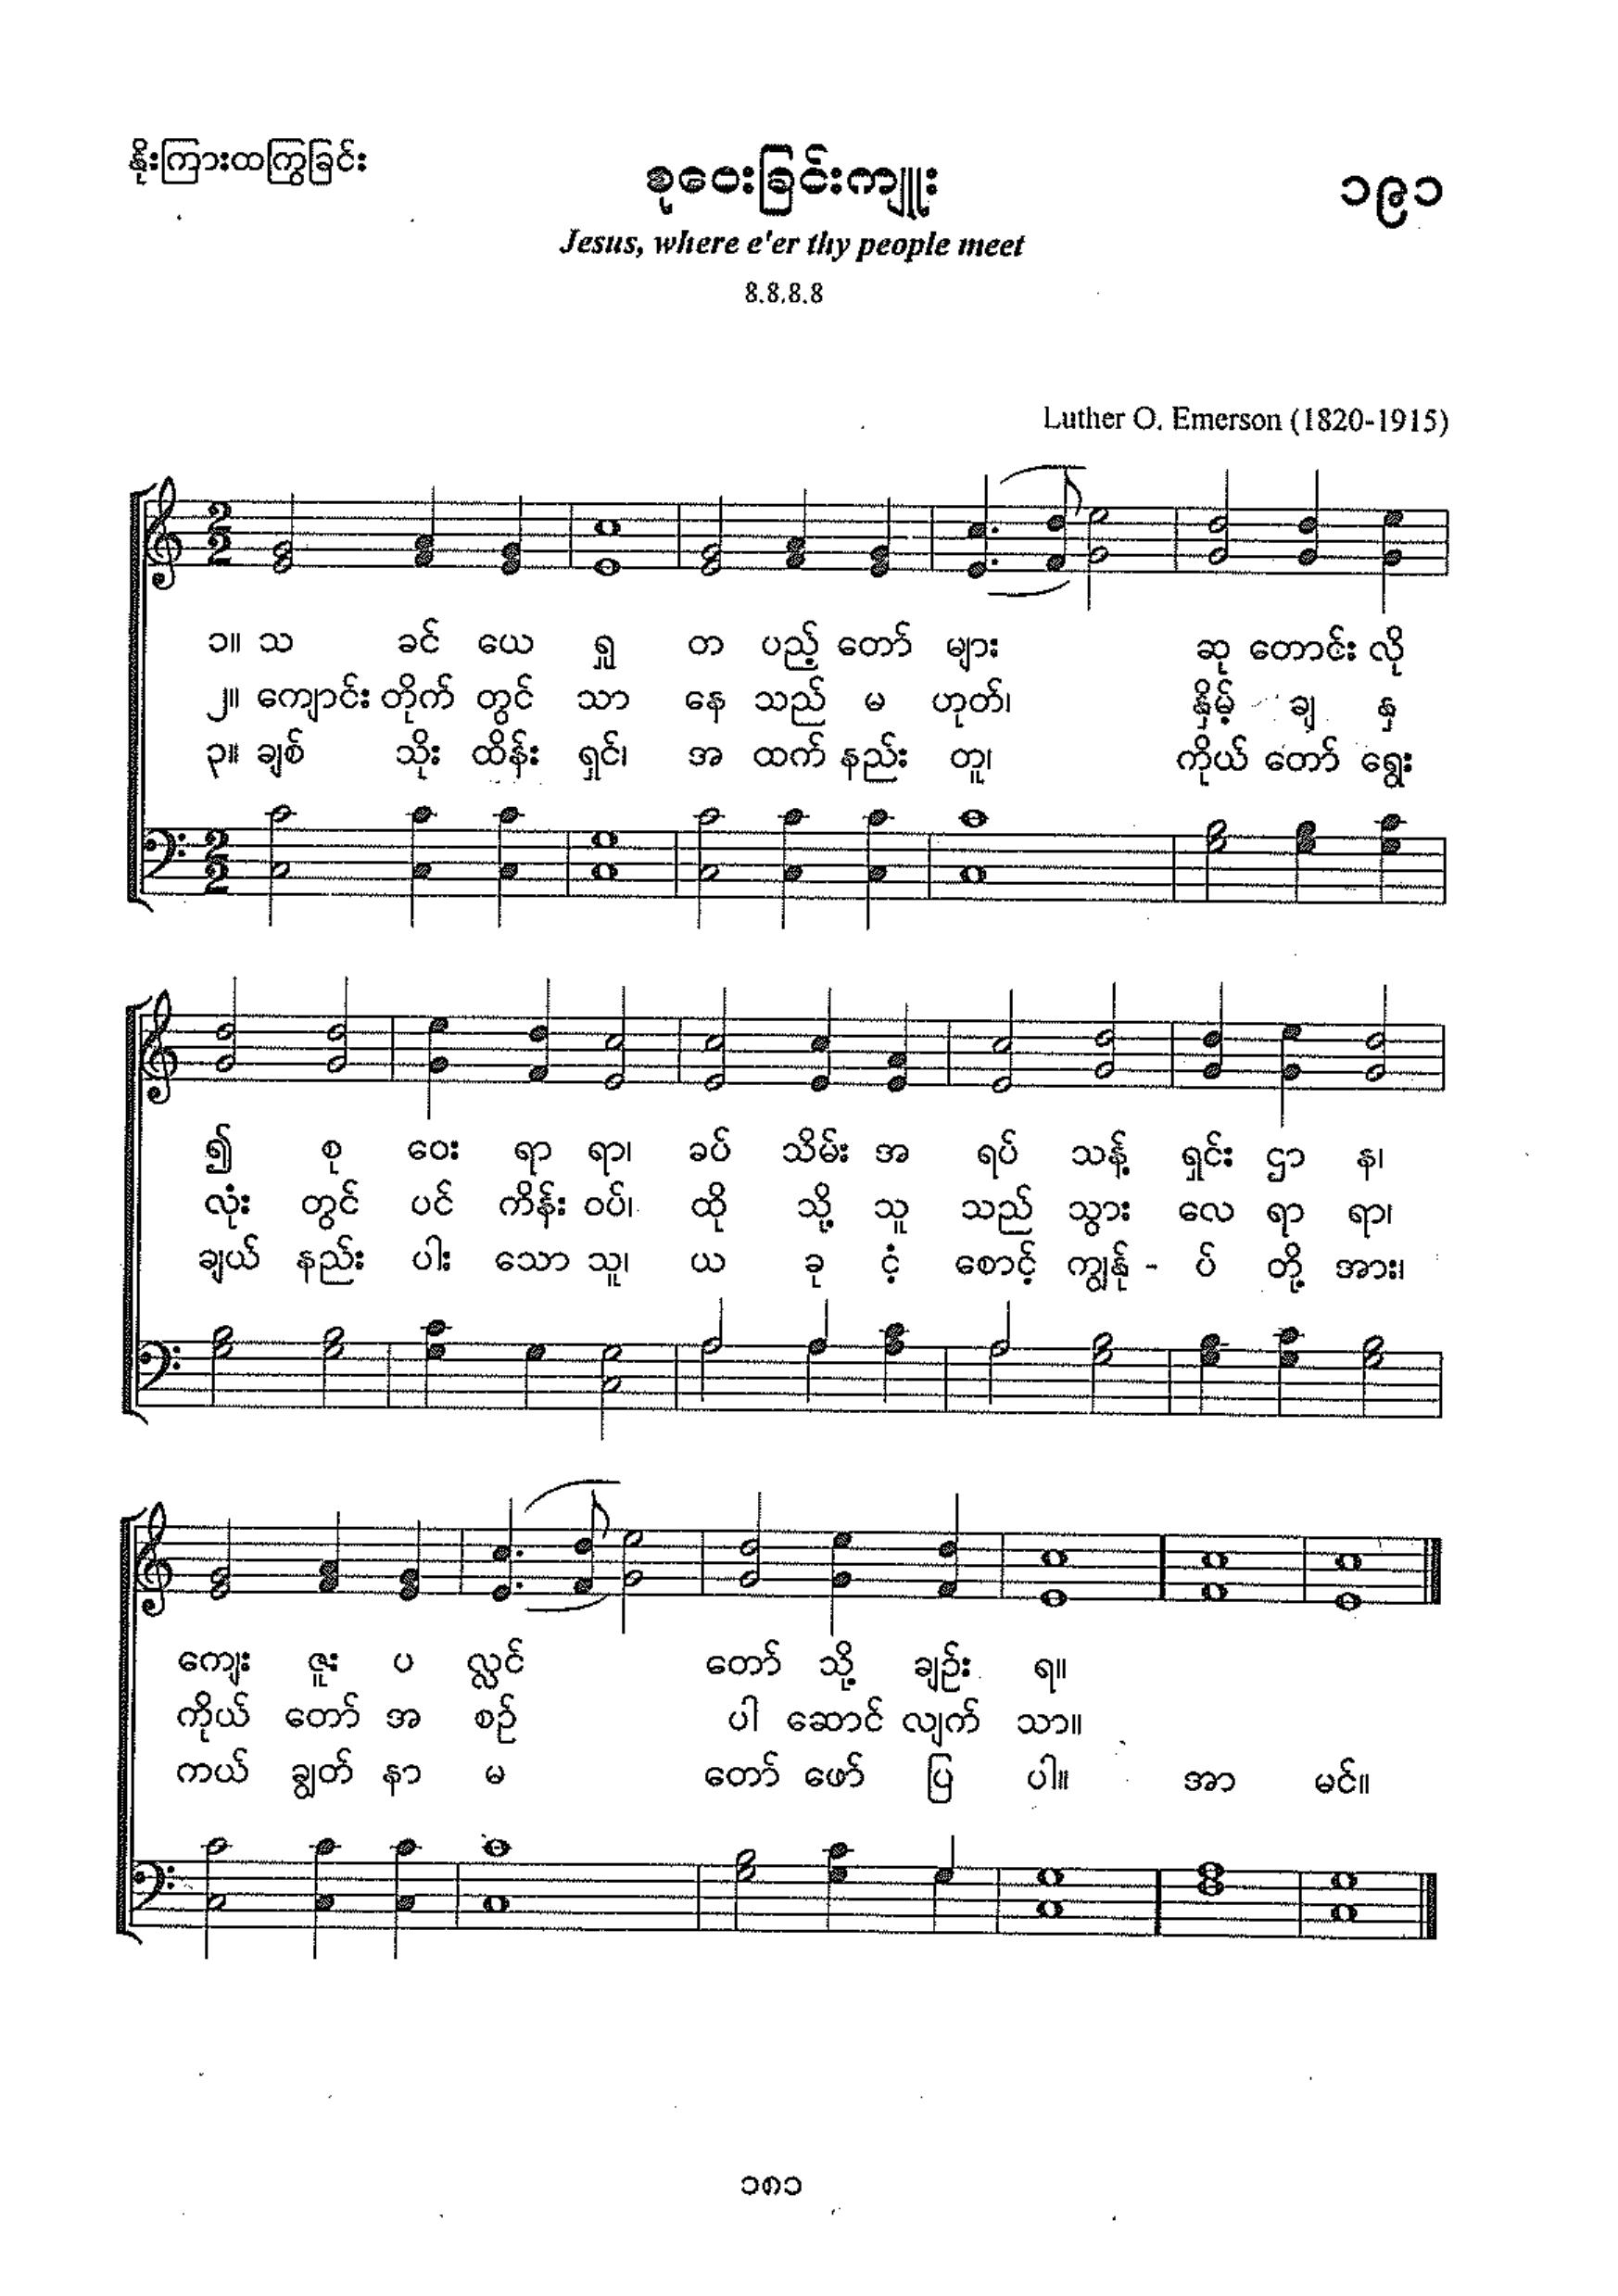 နိုးကြားထကြွခြင်း
စုဝေးခြင်းကျူး
၁၉၁
Jesus, where e'er thy people meet
8.8.8.8
Luther O. Emerson (1820-1915)
၁။ သ ခင် ယေ ရှု တ ပည့် တော် များ ဆု တောင်း လို
၂။ ကျောင်း တိုက် တွင် သာ နေ သည် မ ဟုတ်၊ နှိမ့် ချ နှ
၃။ ချစ် သိုး ထိန်း ရှင်၊ အ ထက် နည်း တူ၊ ကိုယ် တော် ရွေး
၍ စု ဝေး ရာ ရာ၊ ခပ် သိမ်း အ ရပ် သန့် ရှင်း ဌာ န၊
လုံး တွင် ပင် ကိန်း ဝပ်၊ ထို သို့ သူ သည် သွား လေ ရာ ရာ၊
ချယ် နည်း ပါး သော သူ၊ ယ ခု ငံ့ စောင့် ကျွန်ု - ပ် တို့ အား၊
ကျေး ဇူး ပ လ္လင် တော် သို့ ချဉ်း ရ။
ကိုယ် တော် အ စဉ် ပါ ဆောင် လျက် သာ။
ကယ် ချွတ် နာ မ တော် ဖော် ပြ ပါ။ အာ မင်။
၁၈၁